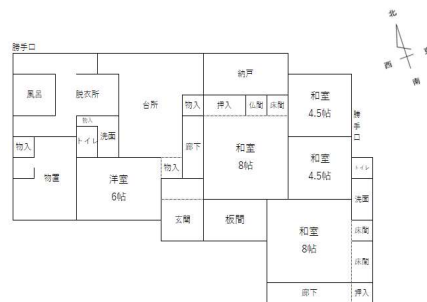 北
西
東
南
勝手口
納戸
風呂
脱衣所
台所
物入
押入
仏間
床間
和室
4.5帖
勝手口
物入
トイレ
洗面
廊下
和室
8帖
和室
4.5帖
物入
物置
洋室
6帖
物入
トイレ
洗面
玄関
板間
和室
8帖
床間
床間
廊下
押入